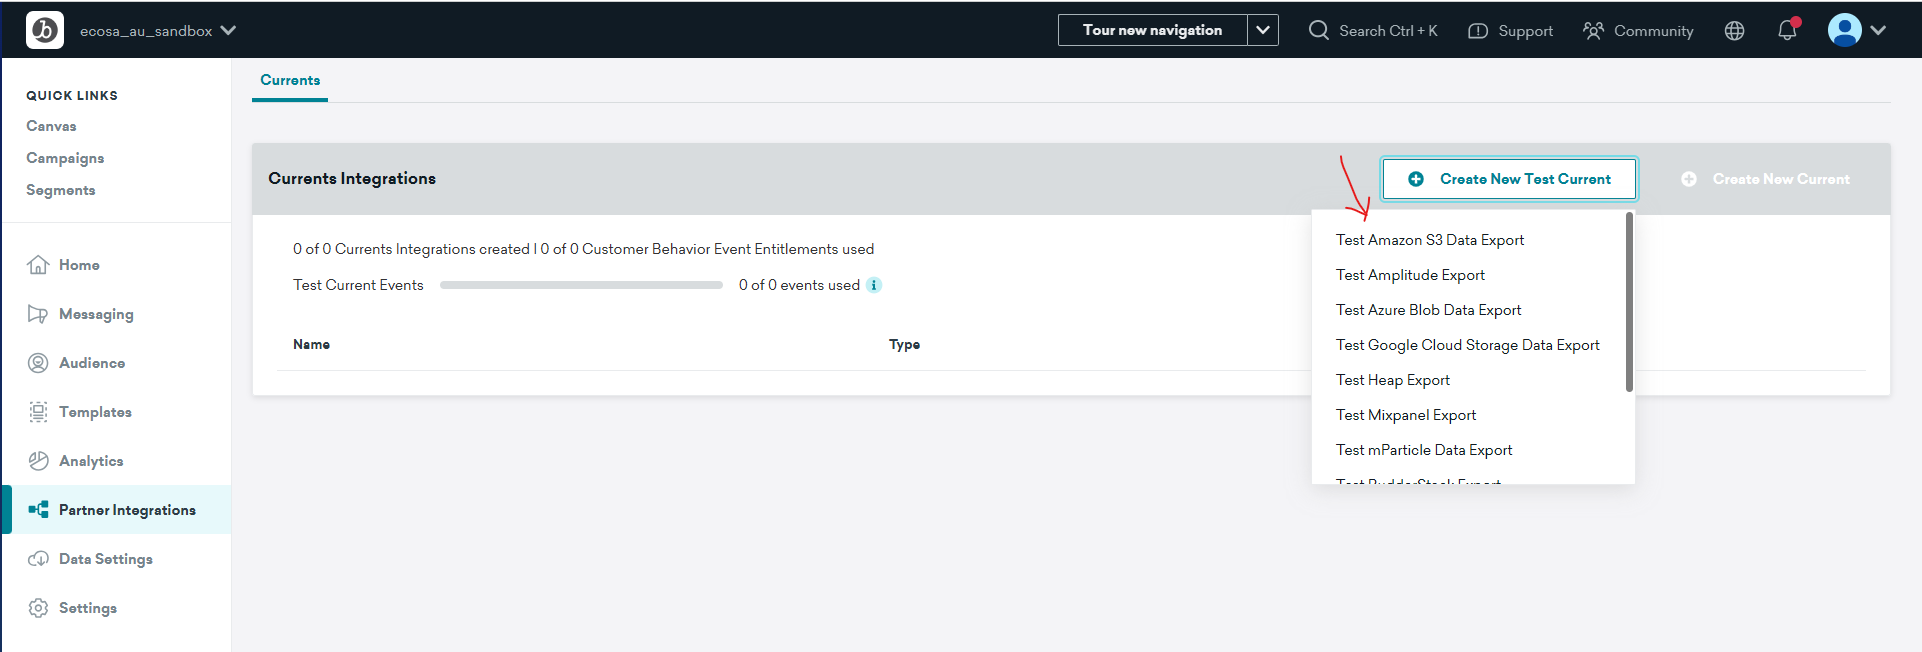 ecosa_au_sandbox
Tour new navigation
Search Ctrl + K
Support
Community
QUICK LINKS
Canvas
Campaigns
Segments
Home
Messaging
Audience
Templates
Analytics
Partner Integrations
Data Settings
Settings
Currents
Currents Integrations
Create New Test Current
Create New Current
0 of 0 Currents Integrations created | 0 of 0 Customer Behavior Event Entitlements used
Test Current Events
0 of 0 events used
Name
Type
Test Amazon S3 Data Export
Test Amplitude Export
Test Azure Blob Data Export
Test Google Cloud Storage Data Export
Test Heap Export
Test Mixpanel Export
Test mParticle Data Export
Test RudderStack Export